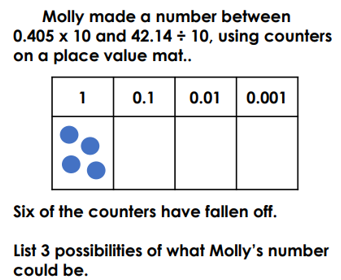 Molly made a number between
0.405 x 10 and 42.14 ÷ 10, using counters
on a place value mat..
1 0.1 0.01 0.001
Six of the counters have fallen off.
List 3 possibilities of what Molly's number
could be.